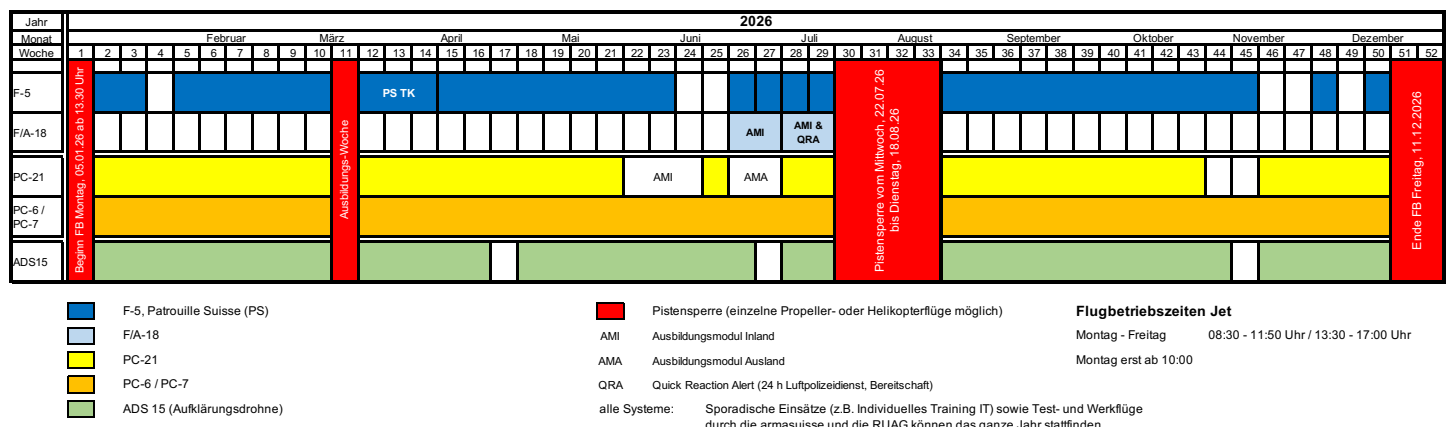 Jahr 2026
Monat Februar März April Mai Juni Juli August September Oktober November Dezember
Woche 1 2 3 4 5 6 7 8 9 10 11 12 13 14 15 16 17 18 19 20 21 22 23 24 25 26 27 28 29 30 31 32 33 34 35 36 37 38 39 40 41 42 43 44 45 46 47 48 49 50 51 52
Beginn FB Montag, 05.01.26 ab 13.30 Uhr
Ausbildungs-Woche
Pistensperre vom Mittwoch, 22.07.26
bis Dienstag, 18.08.26
Ende FB Freitag, 11.12.2026
F-5 PS TK
F/A-18 AMI AMI &
QRA
PC-21 AMI AMA
PC-6 /
PC-7
ADS15
F-5, Patrouille Suisse (PS)
F/A-18
PC-21
PC-6 / PC-7
ADS 15 (Aufklärungsdrohne)
Pistensperre (einzelne Propeller- oder Helikopterflüge möglich)
AMI Ausbildungsmodul Inland
AMA Ausbildungsmodul Ausland
QRA Quick Reaction Alert (24 h Luftpolizeidienst, Bereitschaft)
alle Systeme: Sporadische Einsätze (z.B. Individuelles Training IT) sowie Test- und Werkflüge
durch die armasuisse und die RUAG können das ganze Jahr stattfinden
Flugbetriebszeiten Jet
Montag - Freitag 08:30 - 11:50 Uhr / 13:30 - 17:00 Uhr
Montag erst ab 10:00